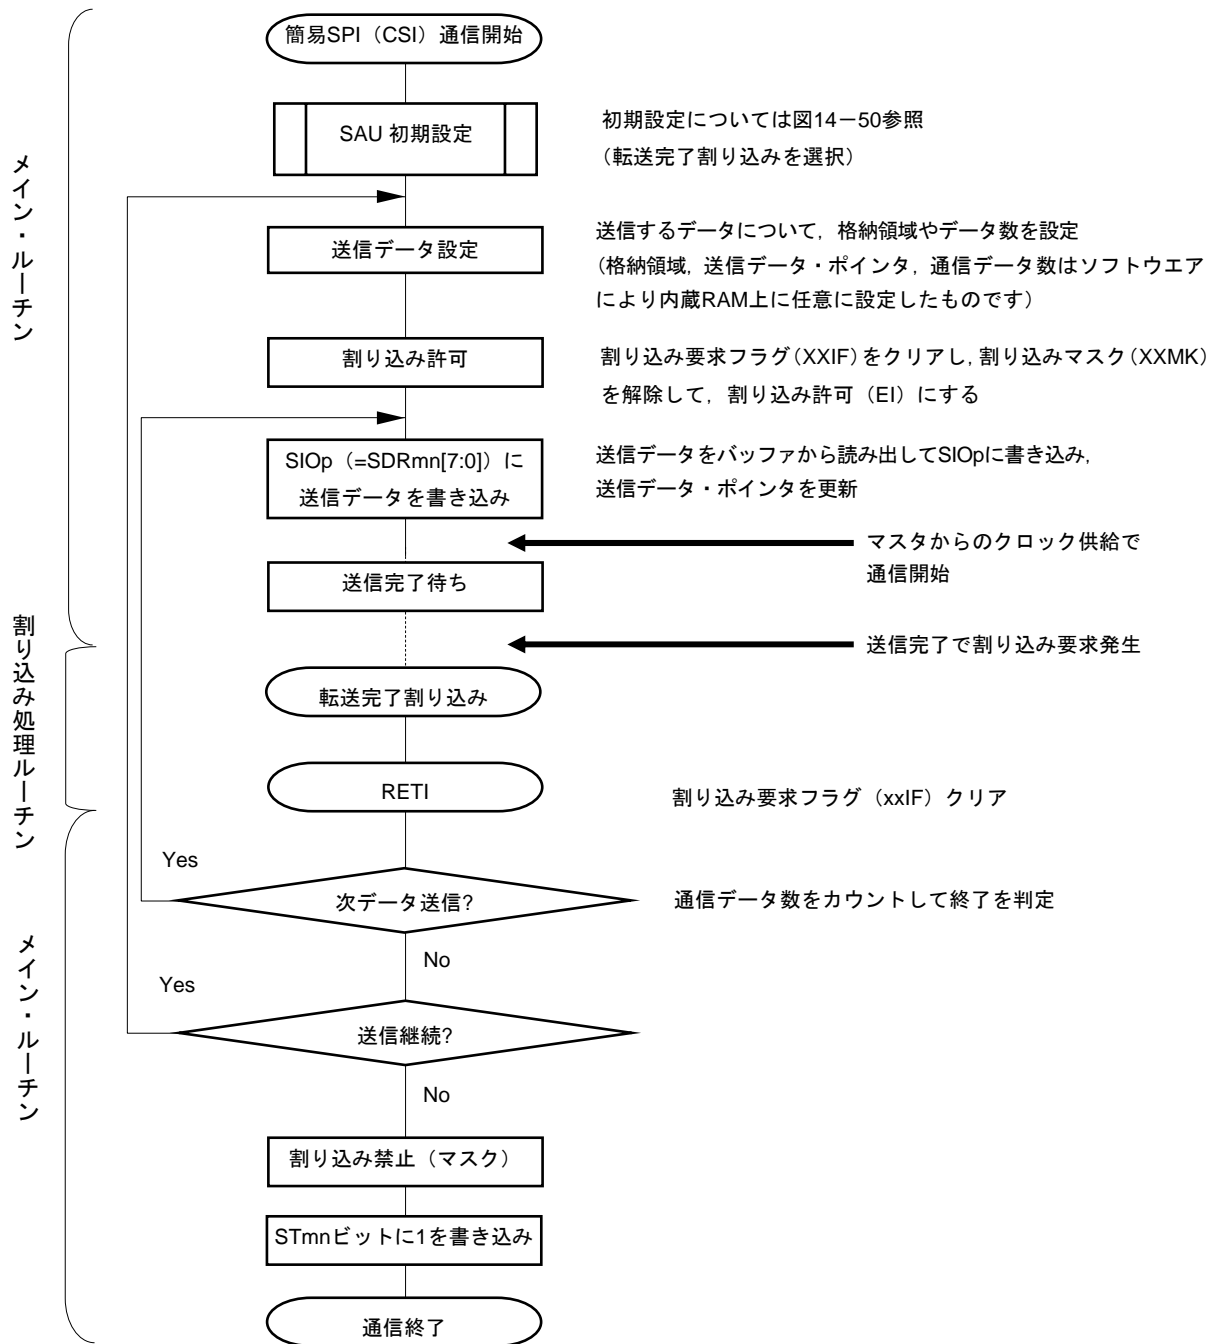 簡易SPI（CSI）通信開始
SAU 初期設定
初期設定については図14－50参照
（転送完了割り込みを選択）
メイン・ルーチン
送信データ設定
送信するデータについて，格納領域やデータ数を設定
（格納領域，送信データ・ポインタ，通信データ数はソフトウエア
により内蔵RAM上に任意に設定したものです）
割り込み許可
割り込み要求フラグ（XXIF）をクリアし，割り込みマスク（XXMK）
を解除して，割り込み許可（EI）にする
SIOp（=SDRmn[7:0]）に
送信データを書き込み
送信データをバッファから読み出してSIOpに書き込み，
送信データ・ポインタを更新
マスタからのクロック供給で
通信開始
送信完了待ち
送信完了で割り込み要求発生
割り込み処理ルーチン
転送完了割り込み
RETI
割り込み要求フラグ（xxIF）クリア
Yes
次データ送信?
通信データ数をカウントして終了を判定
No
メイン・ルーチン
Yes
送信継続?
No
割り込み禁止（マスク）
STmnビットに1を書き込み
通信終了